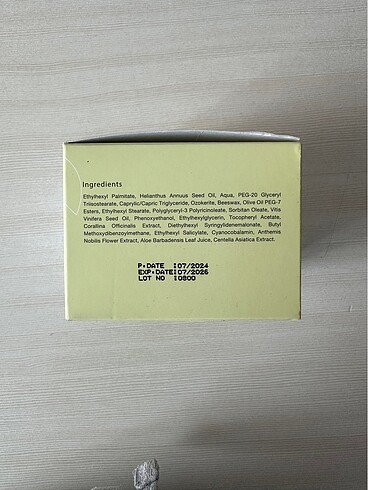 Ingredients
Ethylhexyl Palmitate, Helianthus Annuus Seed Oil, Aqua, PEG-20 Glyceryl
Triisostearate, Caprylic/Capric Triglyceride, Ozokerite, Beeswax, Olive Oil PEG-7
Esters, Ethylhexyl Stearate, Polyglyceryl-3 Polyricinoleate, Sorbitan Oleate, Vitis
Vinifera Seed Oil, Phenoxyethanol, Ethylhexylglycerin, Tocopheryl Acetate,
Corallina Officinalis Extract, Diethylhexyl Syringylidenemalonate, Butyl
Methoxydibenzoylmethane, Ethylhexyl Salicylate, Cyanocobalamin, Anthemis
Nobilis Flower Extract, Aloe Barbadensis Leaf Juice, Centella Asiatica Extract.
P.DATE :07/2024
EXP.DATE:07/2026
LOT NO :0800